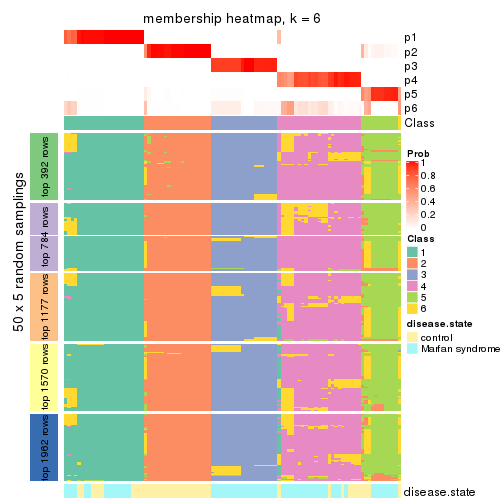 membership heatmap, k = 6
p1
p2
p3
p4
p5
p6
Class
50 x 5 random samplings
top 392 rows
top 784 rows
top 1177 rows
top 1570 rows
top 1962 rows
Prob
1
0.8
0.6
0.4
0.2
0
Class
1
2
3
4
5
6
disease.state
control
Marfan syndrome
disease.state